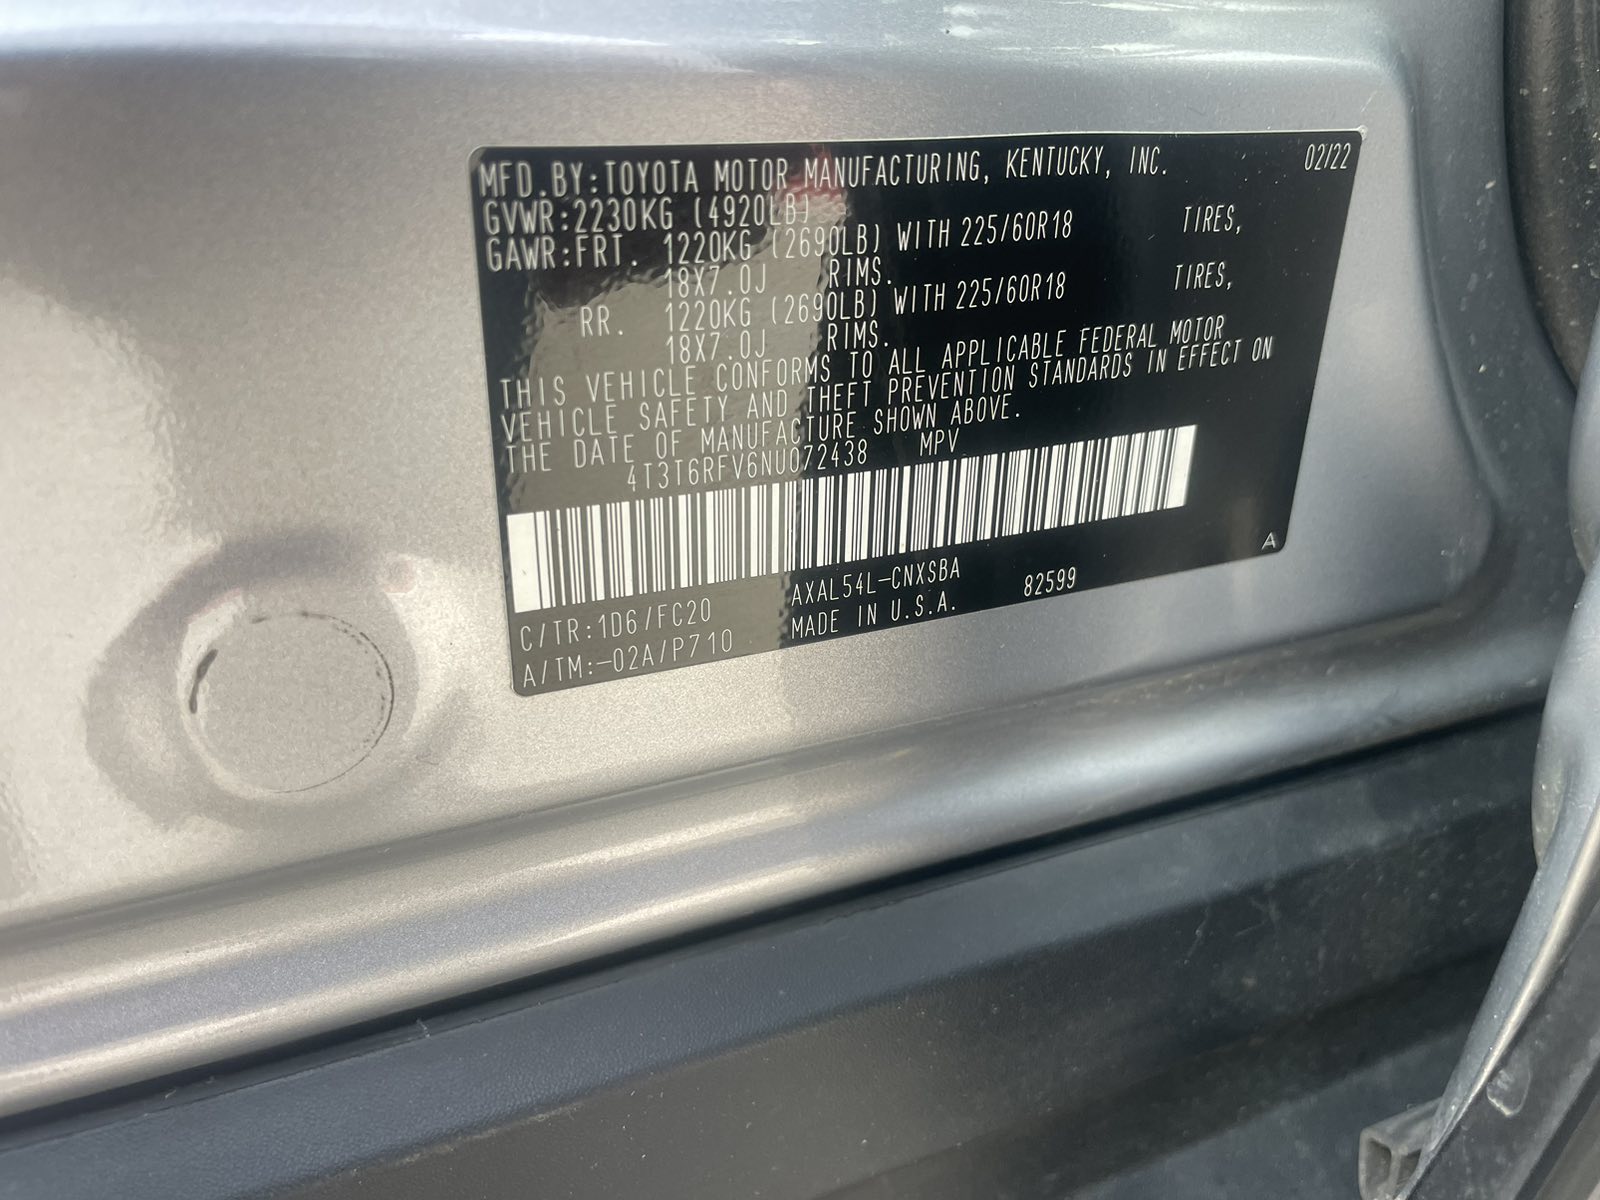 MFD.BY:TOYOTA MOTOR MANUFACTURING, KENTUCKY, INC. 02/22
GVWR:2230KG (4920LB)
GAWR:FRT. 1220KG (2690LB) WITH 225/60R18 TIRES,
18X7.0J RIMS.
RR. 1220KG (2690LB) WITH 225/60R18 TIRES,
18X7.0J RIMS.
THIS VEHICLE CONFORMS TO ALL APPLICABLE FEDERAL MOTOR
VEHICLE SAFETY AND THEFT PREVENTION STANDARDS IN EFFECT ON
THE DATE OF MANUFACTURE SHOWN ABOVE.
4T3T6RFV6NU072438 MPV
A
C/TR:1D6/FC20 AXAL54L-CNXSBA 82599
A/TM:-02A/P710 MADE IN U.S.A.